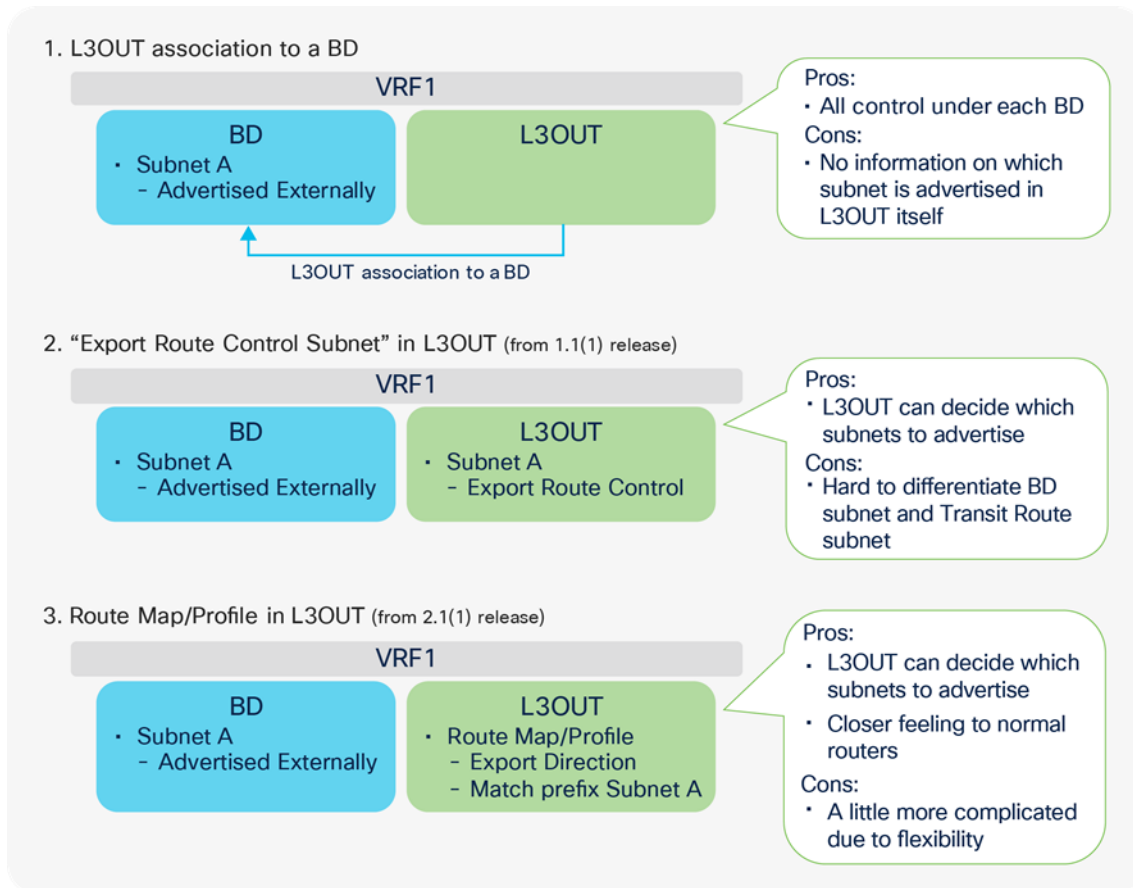 1. L3OUT association to a BD
VRF1
BD
· Subnet A
- Advertised Externally
L3OUT
L3OUT association to a BD
Pros:
· All control under each BD
Cons:
· No information on which
subnet is advertised in
L3OUT itself
2. “Export Route Control Subnet” in L3OUT (from 1.1(1) release)
VRF1
BD
· Subnet A
- Advertised Externally
L3OUT
· Subnet A
- Export Route Control
Pros:
· L3OUT can decide which
subnets to advertise
Cons:
· Hard to differentiate BD
subnet and Transit Route
subnet
3. Route Map/Profile in L3OUT (from 2.1(1) release)
VRF1
BD
· Subnet A
- Advertised Externally
L3OUT
· Route Map/Profile
- Export Direction
- Match prefix Subnet A
Pros:
· L3OUT can decide which
subnets to advertise
· Closer feeling to normal
routers
Cons:
· A little more complicated
due to flexibility